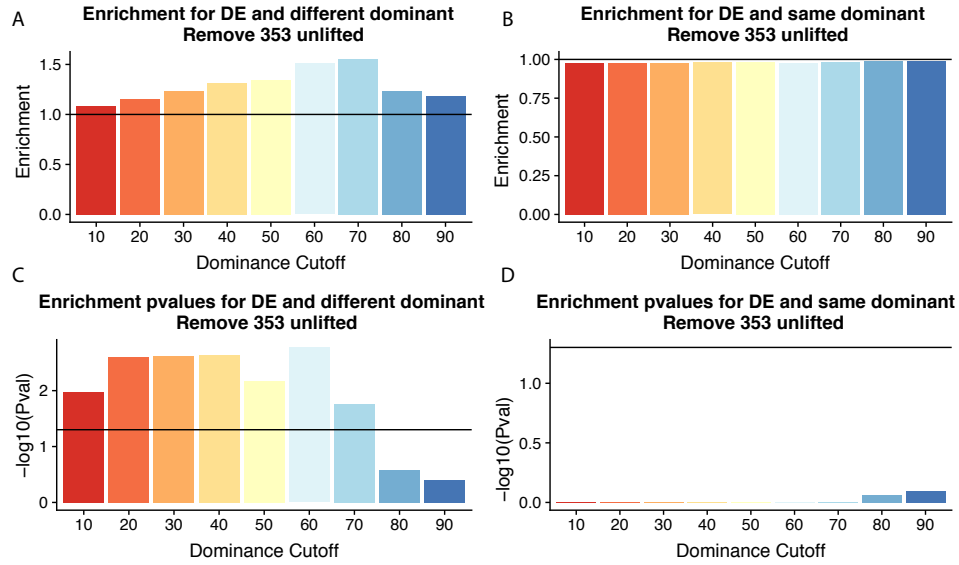 A
Enrichment for DE and different dominant
Remove 353 unlifted
Enrichment
1.5
1.0
0.5
0.0
10 20 30 40 50 60 70 80 90
Dominance Cutoff
B
Enrichment for DE and same dominant
Remove 353 unlifted
Enrichment
1.00
0.75
0.50
0.25
0.00
10 20 30 40 50 60 70 80 90
Dominance Cutoff
C
Enrichment pvalues for DE and different dominant
Remove 353 unlifted
−log10(Pval)
2
1
0
10 20 30 40 50 60 70 80 90
Dominance Cutoff
D
Enrichment pvalues for DE and same dominant
Remove 353 unlifted
−log10(Pval)
1.0
0.5
0.0
10 20 30 40 50 60 70 80 90
Dominance Cutoff